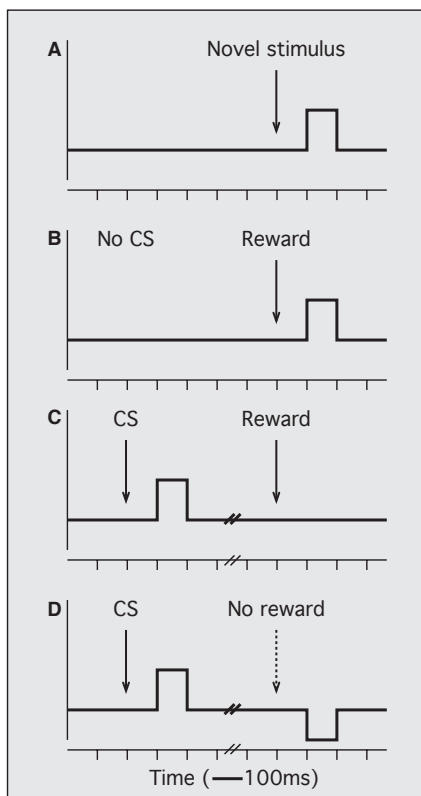 A Novel stimulus
B No CS Reward
C CS Reward
D CS No reward
Time (—100ms)